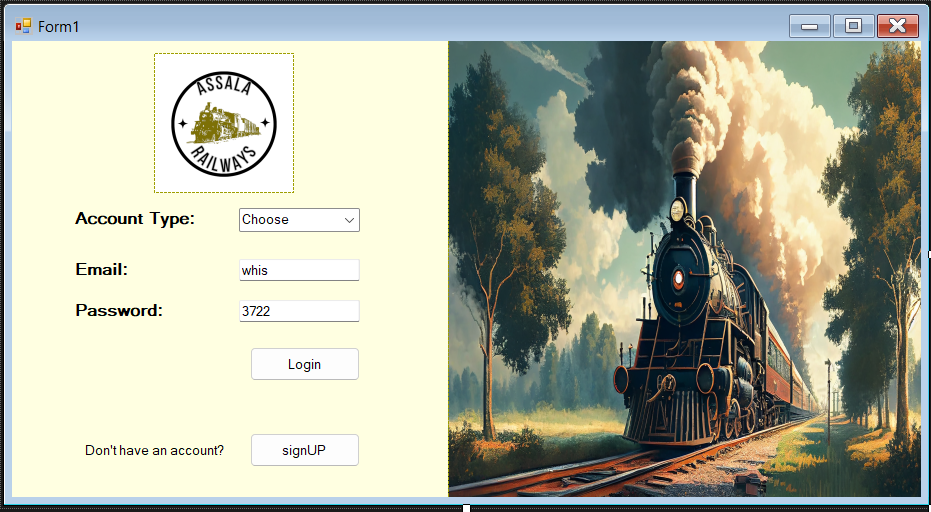 Form1
ASSALA
RAILWAYS
Account Type:
Choose
Email:
whis
Password:
3722
Login
Don't have an account?
signUP